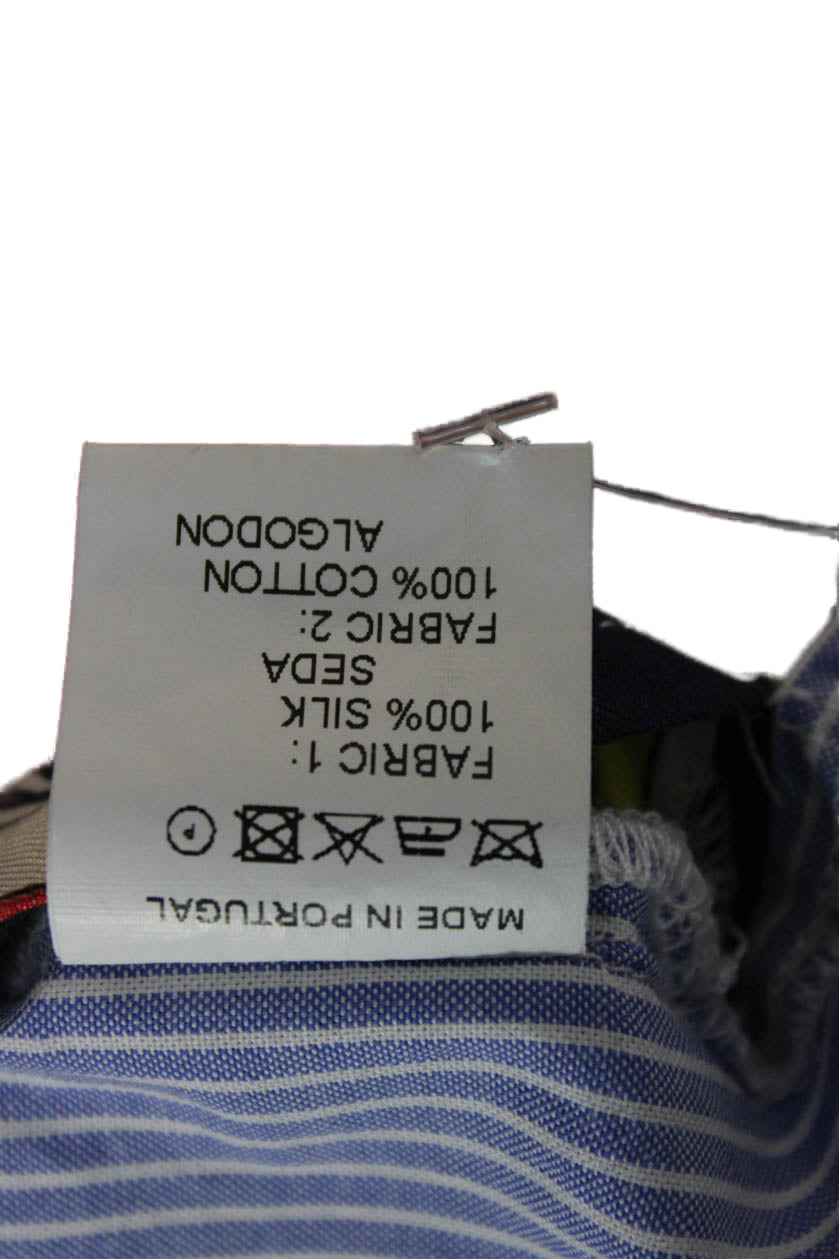 MADE IN PORTUGAL
P
FABRIC 1:
100% SILK
SEDA
FABRIC 2:
100% COTTON
ALGODON